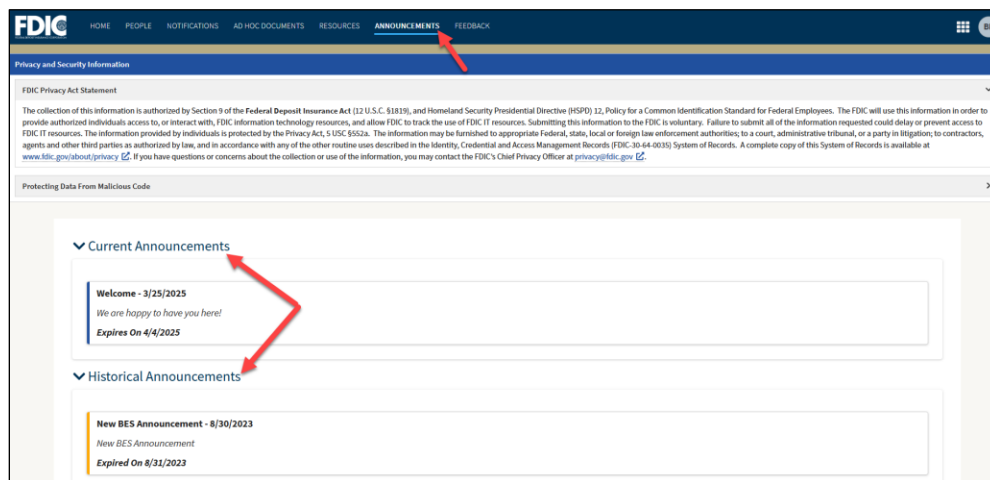 FDIC
HOME PEOPLE NOTIFICATIONS AD HOC DOCUMENTS RESOURCES ANNOUNCEMENTS FEEDBACK
Privacy and Security Information
FDIC Privacy Act Statement
The collection of this information is authorized by Section 9 of the Federal Deposit Insurance Act (12 U.S.C. §1819), and Homeland Security Presidential Directive (HSPD) 12, Policy for a Common Identification Standard for Federal Employees. The FDIC will use this information in order to
provide authorized individuals access to, or interact with, FDIC information technology resources, and allow FDIC to track the use of FDIC IT resources. Submitting this information to the FDIC is voluntary. Failure to submit all of the information requested could delay or prevent access to
FDIC IT resources. The information provided by individuals is protected by the Privacy Act, 5 USC §552a. The information may be furnished to appropriate Federal, state, local or foreign law enforcement authorities; to a court, administrative tribunal, or a party in litigation; to contractors,
agents and other third parties as authorized by law, and in accordance with any of the other routine uses described in the Identity, Credential and Access Management Records (FDIC-30-64-0035) System of Records. A complete copy of this System of Records is available at
www.fdic.gov/about/privacy. If you have questions or concerns about the collection or use of the information, you may contact the FDIC's Chief Privacy Officer at privacy@fdic.gov.
Protecting Data From Malicious Code
Current Announcements
Welcome - 3/25/2025
We are happy to have you here!
Expires On 4/4/2025
Historical Announcements
New BES Announcement - 8/30/2023
New BES Announcement
Expired On 8/31/2023